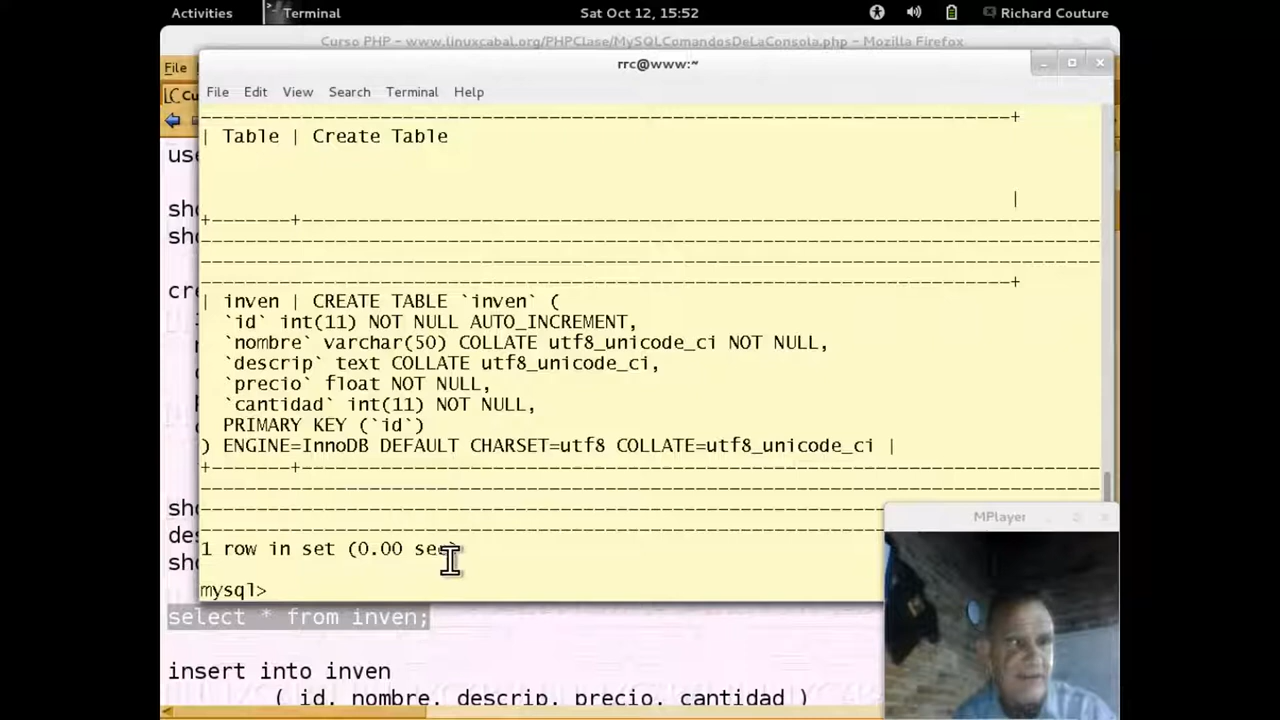 Activities Terminal Sat Oct 12, 15:52 Richard Couture
Curso PHP - www.linuxcabal.org/PHPClase/MySQLComandosDeLaConsola.php - Mozilla Firefox
File
rrc@www:~
File Edit View Search Terminal Help
| Table | Create Table
|
| inven | CREATE TABLE `inven` (
`id` int(11) NOT NULL AUTO_INCREMENT,
`nombre` varchar(50) COLLATE utf8_unicode_ci NOT NULL,
`descrip` text COLLATE utf8_unicode_ci,
`precio` float NOT NULL,
`cantidad` int(11) NOT NULL,
PRIMARY KEY (`id`)
) ENGINE=InnoDB DEFAULT CHARSET=utf8 COLLATE=utf8_unicode_ci |
1 row in set (0.00 sec)
mysql>
MPlayer
select * from inven;
insert into inven
( id, nombre, descrip, precio, cantidad )